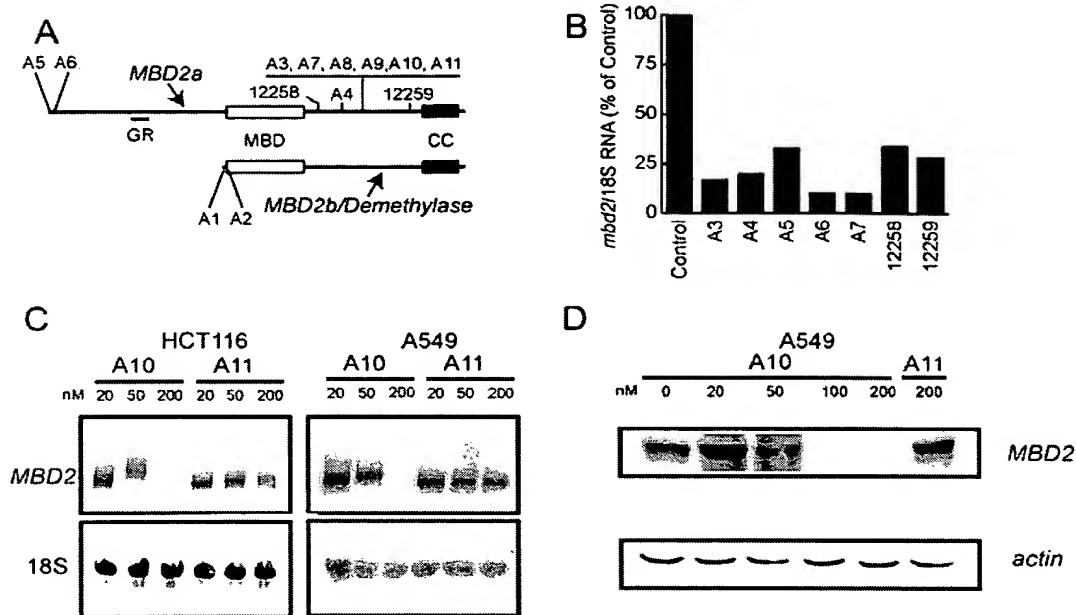 A
A5 A6.
MBD2a
A3, A7, A8, A9,A10, A11
12258 A4 12259
GR MBD CC
A1 A2 MBD2b/Demethylase
B
mbd2/18S RNA (% of Control)
100
75
50
25
0
Control A3 A4 A5 A6 A7 12258 12259
C
HCT116 A549
A10 A11 A10 A11
nM 20 50 200 20 50 200 20 50 200 20 50 200
MBD2
18S
D
A549
A10 A11
nM 0 20 50 100 200 200
MBD2
actin